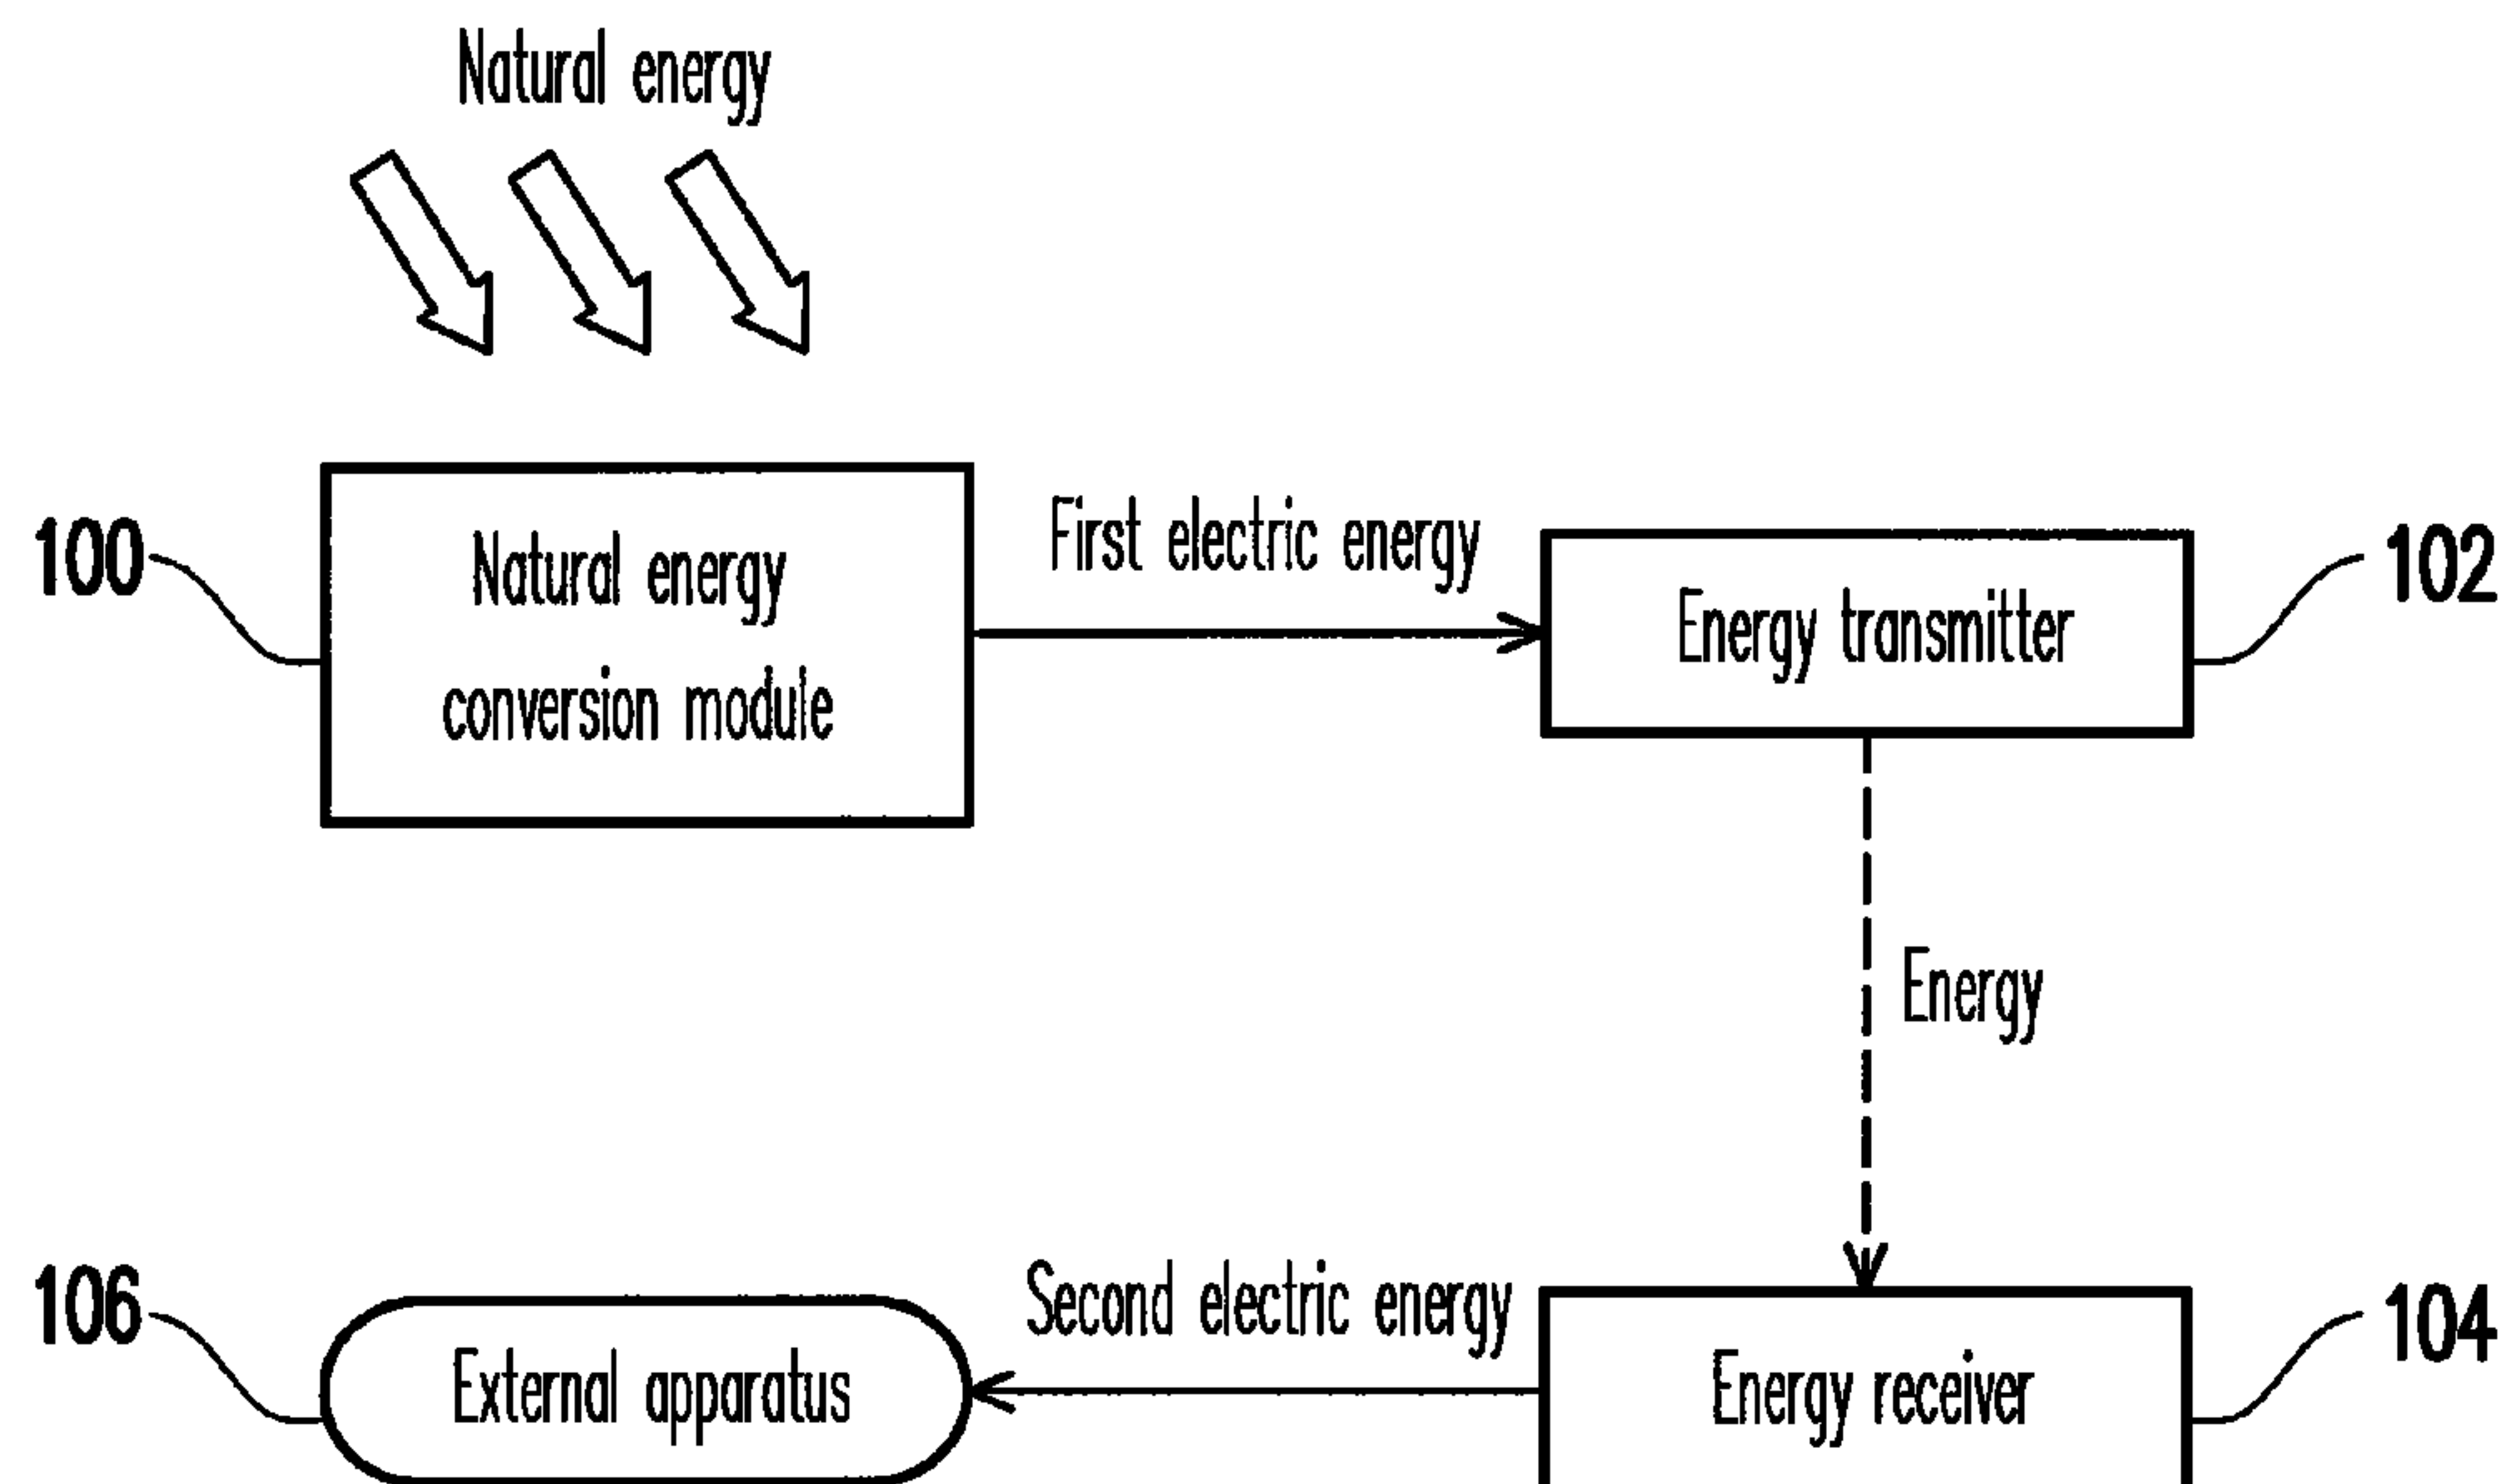 Natural energy
100
Natural energy
conversion module
First electric energy
Energy transmitter
102
Energy
106
External apparatus
Second electric energy
Energy receiver
104